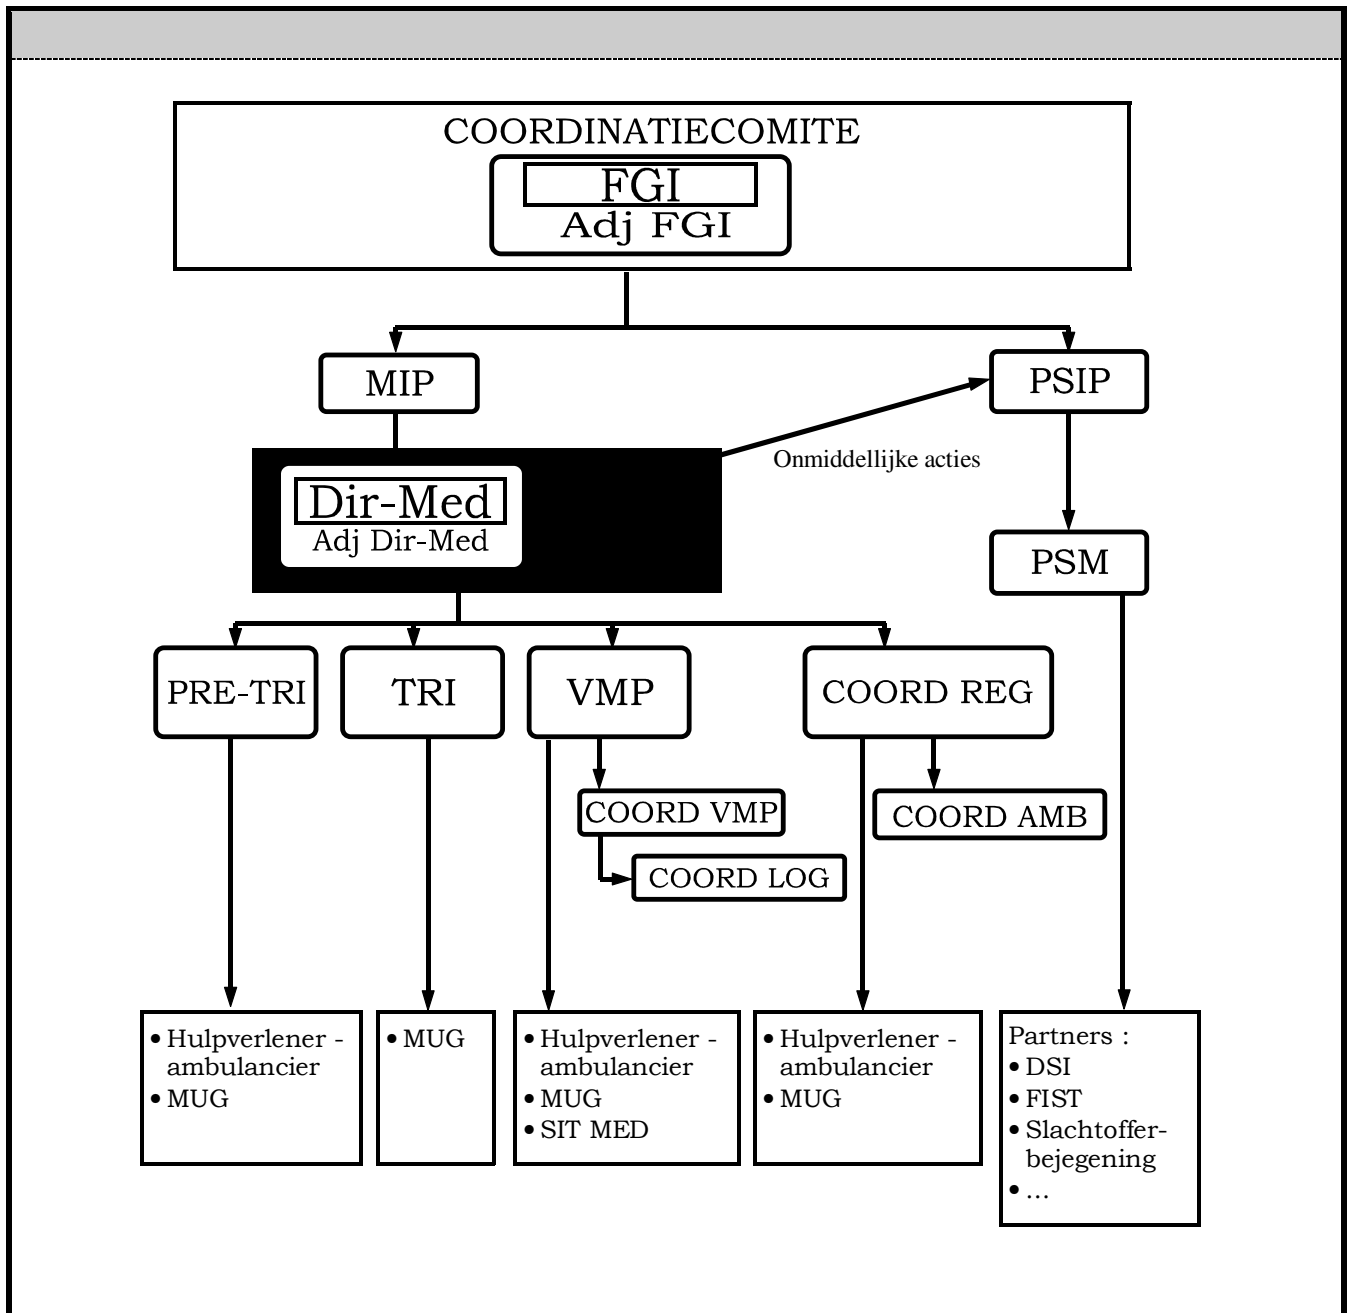 COORDINATIECOMITE
FGI
Adj FGI
MIP
PSIP
Onmiddellijke acties
Dir-Med
Adj Dir-Med
PSM
PRE-TRI
TRI
VMP
COORD REG
COORD VMP
COORD AMB
COORD LOG
• Hulpverlener -
ambulancier
• MUG
• MUG
• Hulpverlener -
ambulancier
• MUG
• SIT MED
• Hulpverlener -
ambulancier
• MUG
Partners :
• DSI
• FIST
• Slachtoffer-
bejegening
• ...